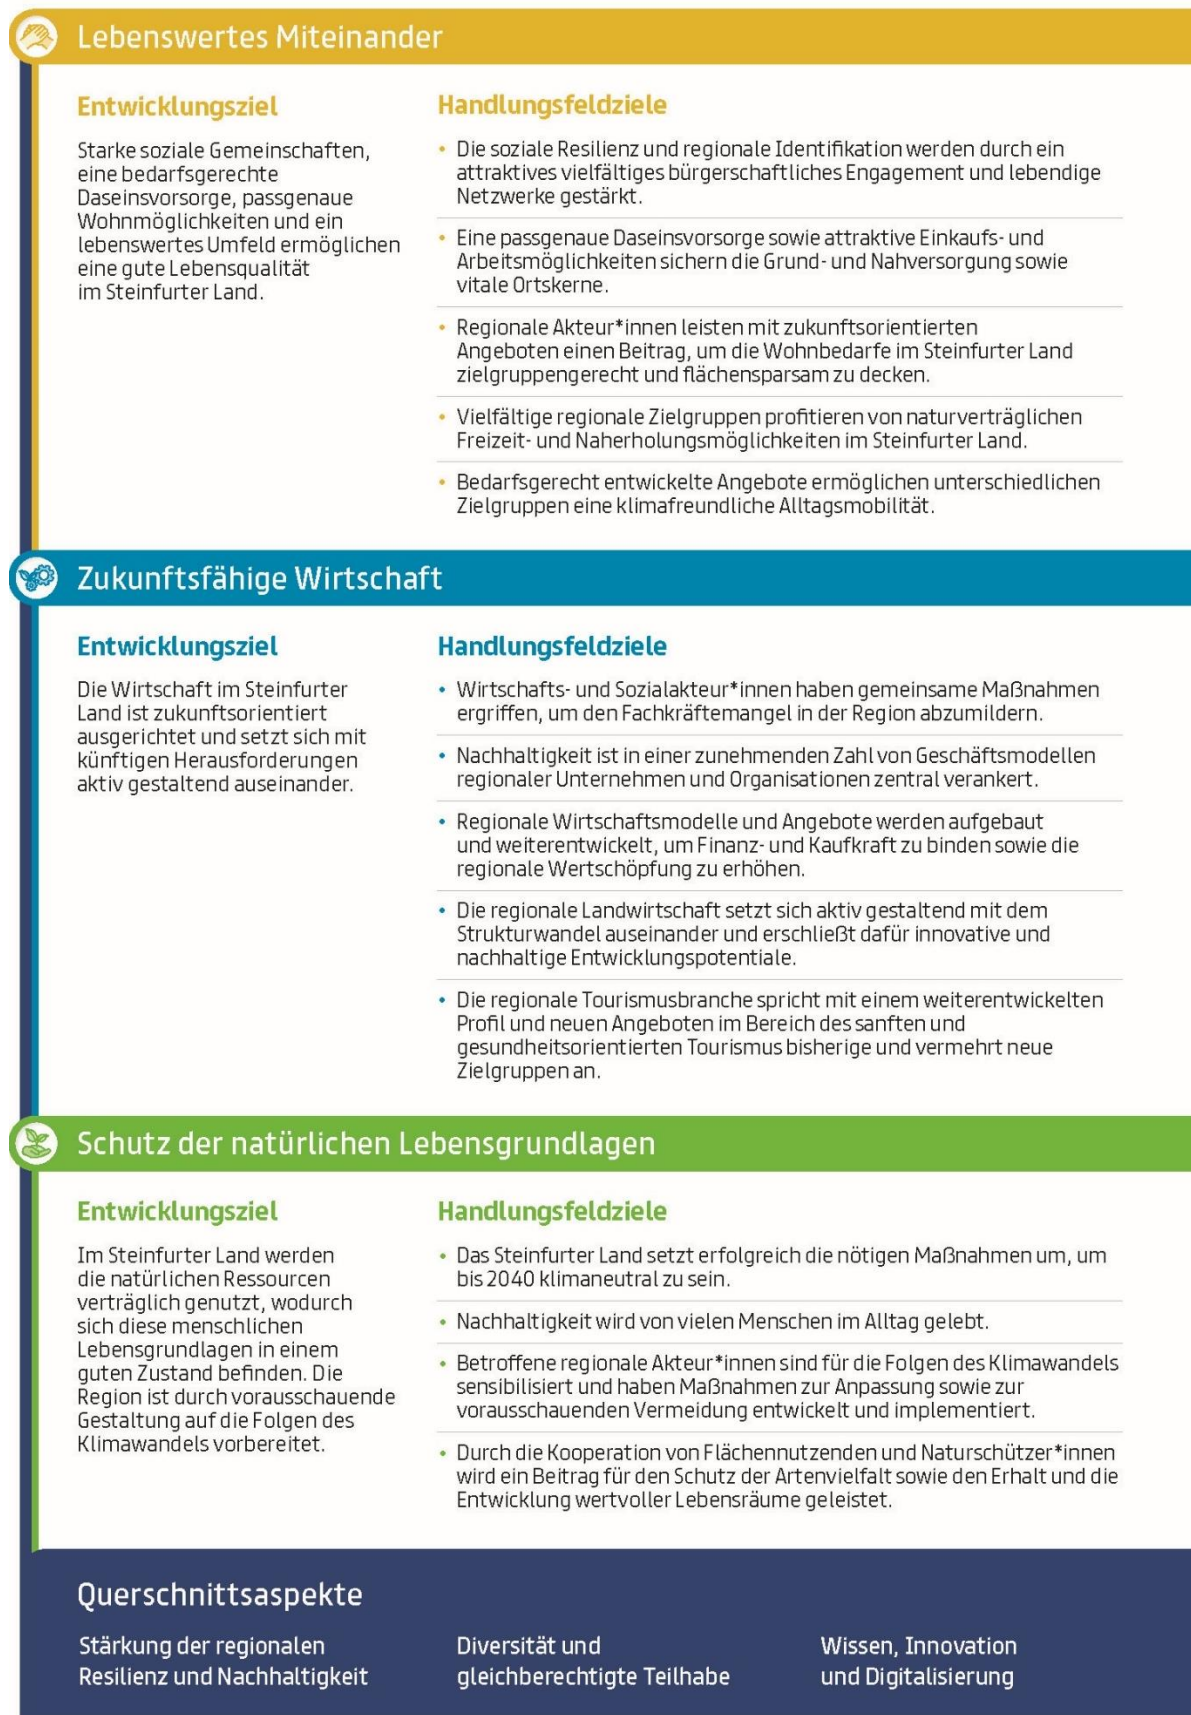 Lebenswertes Miteinander
Entwicklungsziel
Starke soziale Gemeinschaften,
eine bedarfsgerechte
Daseinsvorsorge, passgenaue
Wohnmöglichkeiten und ein
lebenswertes Umfeld ermöglichen
eine gute Lebensqualität
im Steinfurter Land.
Handlungsfeldziele
• Die soziale Resilienz und regionale Identifikation werden durch ein
attraktives vielfältiges bürgerschaftliches Engagement und lebendige
Netzwerke gestärkt.
• Eine passgenaue Daseinsvorsorge sowie attraktive Einkaufs- und
Arbeitsmöglichkeiten sichern die Grund- und Nahversorgung sowie
vitale Ortskerne.
• Regionale Akteur*innen leisten mit zukunftsorientierten
Angeboten einen Beitrag, um die Wohnbedarfe im Steinfurter Land
zielgruppengerecht und flächensparsam zu decken.
• Vielfältige regionale Zielgruppen profitieren von naturverträglichen
Freizeit- und Naherholungsmöglichkeiten im Steinfurter Land.
• Bedarfsgerecht entwickelte Angebote ermöglichen unterschiedlichen
Zielgruppen eine klimafreundliche Alltagsmobilität.
Zukunftsfähige Wirtschaft
Entwicklungsziel
Die Wirtschaft im Steinfurter
Land ist zukunftsorientiert
ausgerichtet und setzt sich mit
künftigen Herausforderungen
aktiv gestaltend auseinander.
Handlungsfeldziele
• Wirtschafts- und Sozialakteur*innen haben gemeinsame Maßnahmen
ergriffen, um den Fachkräftemangel in der Region abzumildern.
• Nachhaltigkeit ist in einer zunehmenden Zahl von Geschäftsmodellen
regionaler Unternehmen und Organisationen zentral verankert.
• Regionale Wirtschaftsmodelle und Angebote werden aufgebaut
und weiterentwickelt, um Finanz- und Kaufkraft zu binden sowie die
regionale Wertschöpfung zu erhöhen.
• Die regionale Landwirtschaft setzt sich aktiv gestaltend mit dem
Strukturwandel auseinander und erschließt dafür innovative und
nachhaltige Entwicklungspotentiale.
• Die regionale Tourismusbranche spricht mit einem weiterentwickelten
Profil und neuen Angeboten im Bereich des sanften und
gesundheitsorientierten Tourismus bisherige und vermehrt neue
Zielgruppen an.
Schutz der natürlichen Lebensgrundlagen
Entwicklungsziel
Im Steinfurter Land werden
die natürlichen Ressourcen
verträglich genutzt, wodurch
sich diese menschlichen
Lebensgrundlagen in einem
guten Zustand befinden. Die
Region ist durch vorausschauende
Gestaltung auf die Folgen des
Klimawandels vorbereitet.
Handlungsfeldziele
• Das Steinfurter Land setzt erfolgreich die nötigen Maßnahmen um, um
bis 2040 klimaneutral zu sein.
• Nachhaltigkeit wird von vielen Menschen im Alltag gelebt.
• Betroffene regionale Akteur*innen sind für die Folgen des Klimawandels
sensibilisiert und haben Maßnahmen zur Anpassung sowie zur
vorausschauenden Vermeidung entwickelt und implementiert.
• Durch die Kooperation von Flächennutzenden und Naturschützer*innen
wird ein Beitrag für den Schutz der Artenvielfalt sowie den Erhalt und die
Entwicklung wertvoller Lebensräume geleistet.
Querschnittsaspekte
Stärkung der regionalen
Resilienz und Nachhaltigkeit
Diversität und
gleichberechtigte Teilhabe
Wissen, Innovation
und Digitalisierung